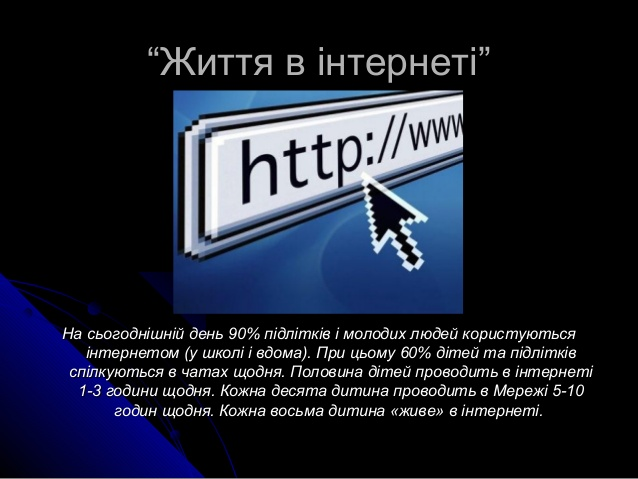 “Життя в інтернеті”
http://www
На сьогоднішній день 90% підлітків і молодих людей користуються
інтернетом (у школі і вдома). При цьому 60% дітей та підлітків
спілкуються в чатах щодня. Половина дітей проводить в інтернеті
1-3 години щодня. Кожна десята дитина проводить в Мережі 5-10
годин щодня. Кожна восьма дитина «живе» в інтернеті.